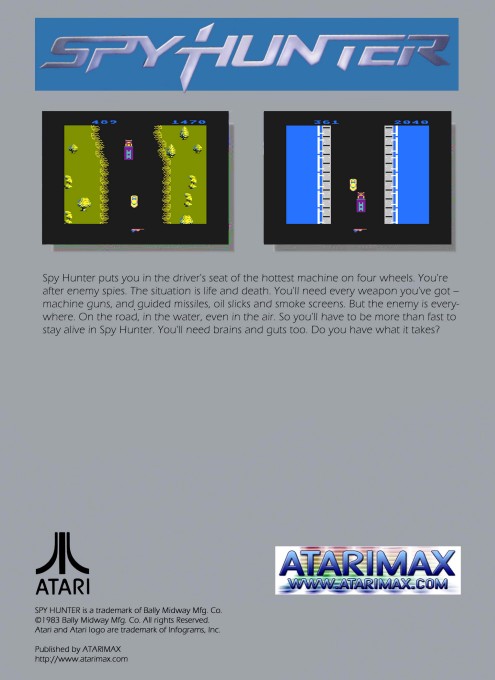 SPY HUNTER
489 1470
361 2040
Spy Hunter puts you in the driver's seat of the hottest machine on four wheels. You're
after enemy spies. The situation is life and death. You'll need every weapon you've got –
machine guns, and guided missiles, oil slicks and smoke screens. But the enemy is every-
where. On the road, in the water, even in the air. So you'll have to be more than fast to
stay alive in Spy Hunter. You'll need brains and guts too. Do you have what it takes?
ATARI
ATARIMAX
WWW.ATARIMAX.COM
SPY HUNTER is a trademark of Bally Midway Mfg. Co.
©1983 Bally Midway Mfg. Co. All rights Reserved.
Atari and Atari logo are trademark of Infograms, Inc.
Published by ATARIMAX
http://www.atarimax.com